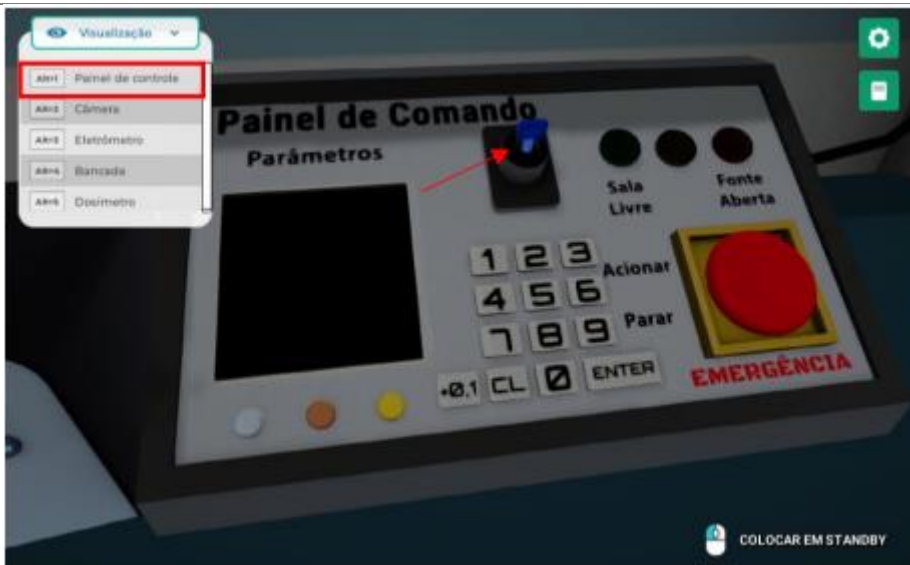 Visualização
Alt+1 Painel de controle
Alt+2 Câmera
Alt+3 Eletrômetro
Alt+4 Bancada
Alt+5 Dosímetro
Painel de Comando
Parâmetros
Sala
Livre
Fonte
Aberta
1 2 3
Acionar
4 5 6
Parar
7 8 9
+0,1 CL 0 ENTER
EMERGÊNCIA
COLOCAR EM STANDBY